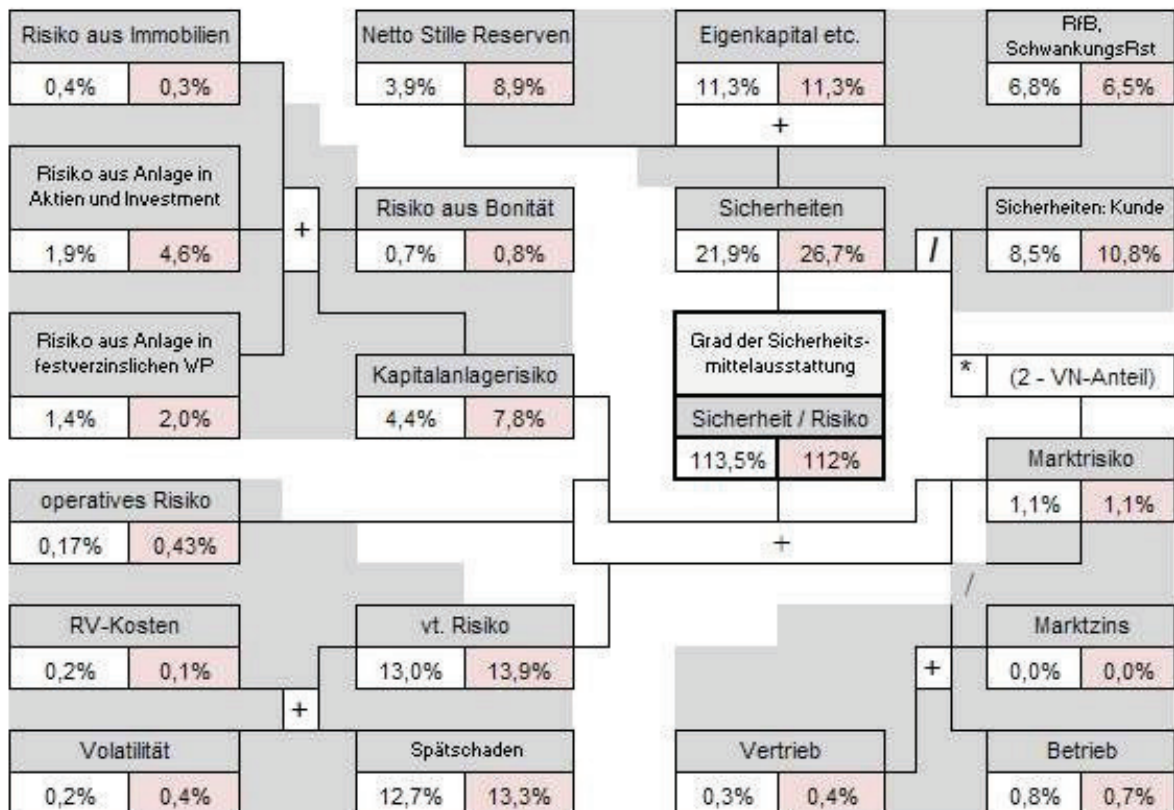 Risiko aus Immobilien
0,4% 0,3%
Netto Stille Reserven
3,9% 8,9%
Eigenkapital etc.
11,3% 11,3%
+
RfB,
SchwankungsRst
6,8% 6,5%
Risiko aus Anlage in
Aktien und Investment
1,9% 4,6%
+
Risiko aus Bonität
0,7% 0,8%
Sicherheiten
21,9% 26,7%
/
Sicherheiten: Kunde
8,5% 10,8%
Risiko aus Anlage in
festverzinslichen WP
1,4% 2,0%
Kapitalanlagerisiko
4,4% 7,8%
Grad der Sicherheits-
mittelausstattung
Sicherheit / Risiko
113,5% 112%
* (2 - VN-Anteil)
Marktrisiko
1,1% 1,1%
operatives Risiko
0,17% 0,43%
+
/
RV-Kosten
0,2% 0,1%
vt. Risiko
13,0% 13,9%
+
Marktzins
0,0% 0,0%
+
Volatilität
0,2% 0,4%
Spätschaden
12,7% 13,3%
Vertrieb
0,3% 0,4%
Betrieb
0,8% 0,7%